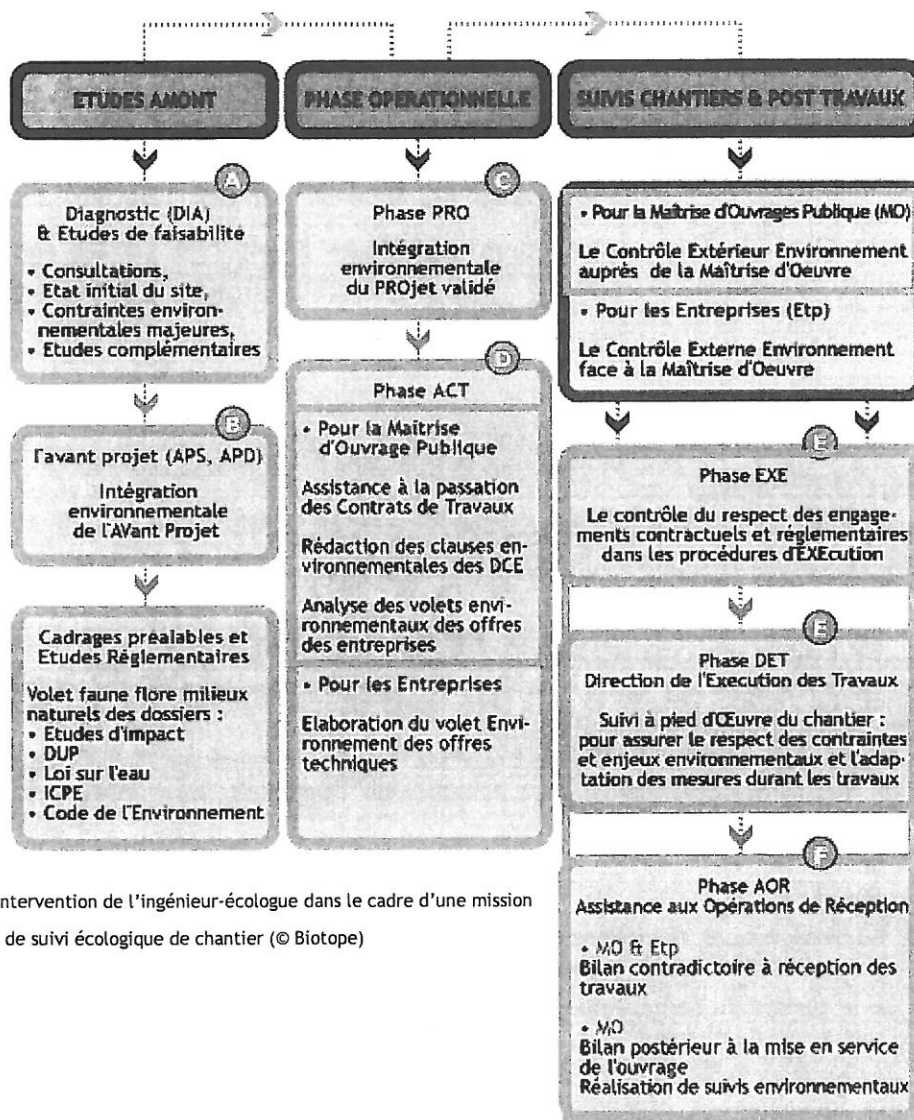 ETUDES AMONT
A
Diagnostic (DIA)
& Etudes de faisabilité
• Consultations,
• Etat initial du site,
• Contraintes environ-
nementales majeures,
• Etudes complémentaires
B
l'avant projet (APS, APD)
Intégration
environnementale
de l'AVant Projet
Cadrages préalables et
Etudes Réglementaires
Volet faune flore milieux
naturels des dossiers :
• Etudes d'impact
• DUP
• Loi sur l'eau
• ICPE
• Code de l'Environnement
PHASE OPERATIONNELLE
C
Phase PRO
Intégration
environnementale
du PROjet validé
D
Phase ACT
• Pour la Maîtrise
d'Ouvrage Publique
Assistance à la passation
des Contrats de Travaux
Rédaction des clauses en-
vironnementales des DCE
Analyse des volets envi-
ronnementaux des offres
des entreprises
• Pour les Entreprises
Elaboration du volet Envi-
ronnement des offres
techniques
SUIVIS CHANTIERS & POST TRAVAUX
• Pour la Maîtrise d'Ouvrages Publique (MO)
Le Contrôle Extérieur Environnement
auprès de la Maîtrise d'Oeuvre
• Pour les Entreprises (Etp)
Le Contrôle Externe Environnement
face à la Maîtrise d'Oeuvre
E
Phase EXE
Le contrôle du respect des engage-
ments contractuels et réglementaires
dans les procédures d'EXEcution
E
Phase DET
Direction de l'Execution des Travaux
Suivi à pied d'Œuvre du chantier :
pour assurer le respect des contraintes
et enjeux environnementaux et l'adap-
tation des mesures durant les travaux
F
Phase AOR
Assistance aux Opérations de Réception
• MO & Etp
Bilan contradictoire à réception des
travaux
• MO
Bilan postérieur à la mise en service
de l'ouvrage
Réalisation de suivis environnementaux
ntervention de l'ingénieur-écologue dans le cadre d'une mission
de suivi écologique de chantier (© Biotope)